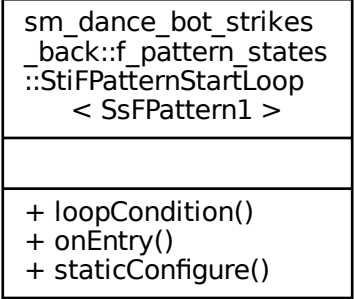 sm_dance_bot_strikes
_back::f_pattern_states
::StiFPatternStartLoop
< SsFPattern1 >
+ loopCondition()
+ onEntry()
+ staticConfigure()